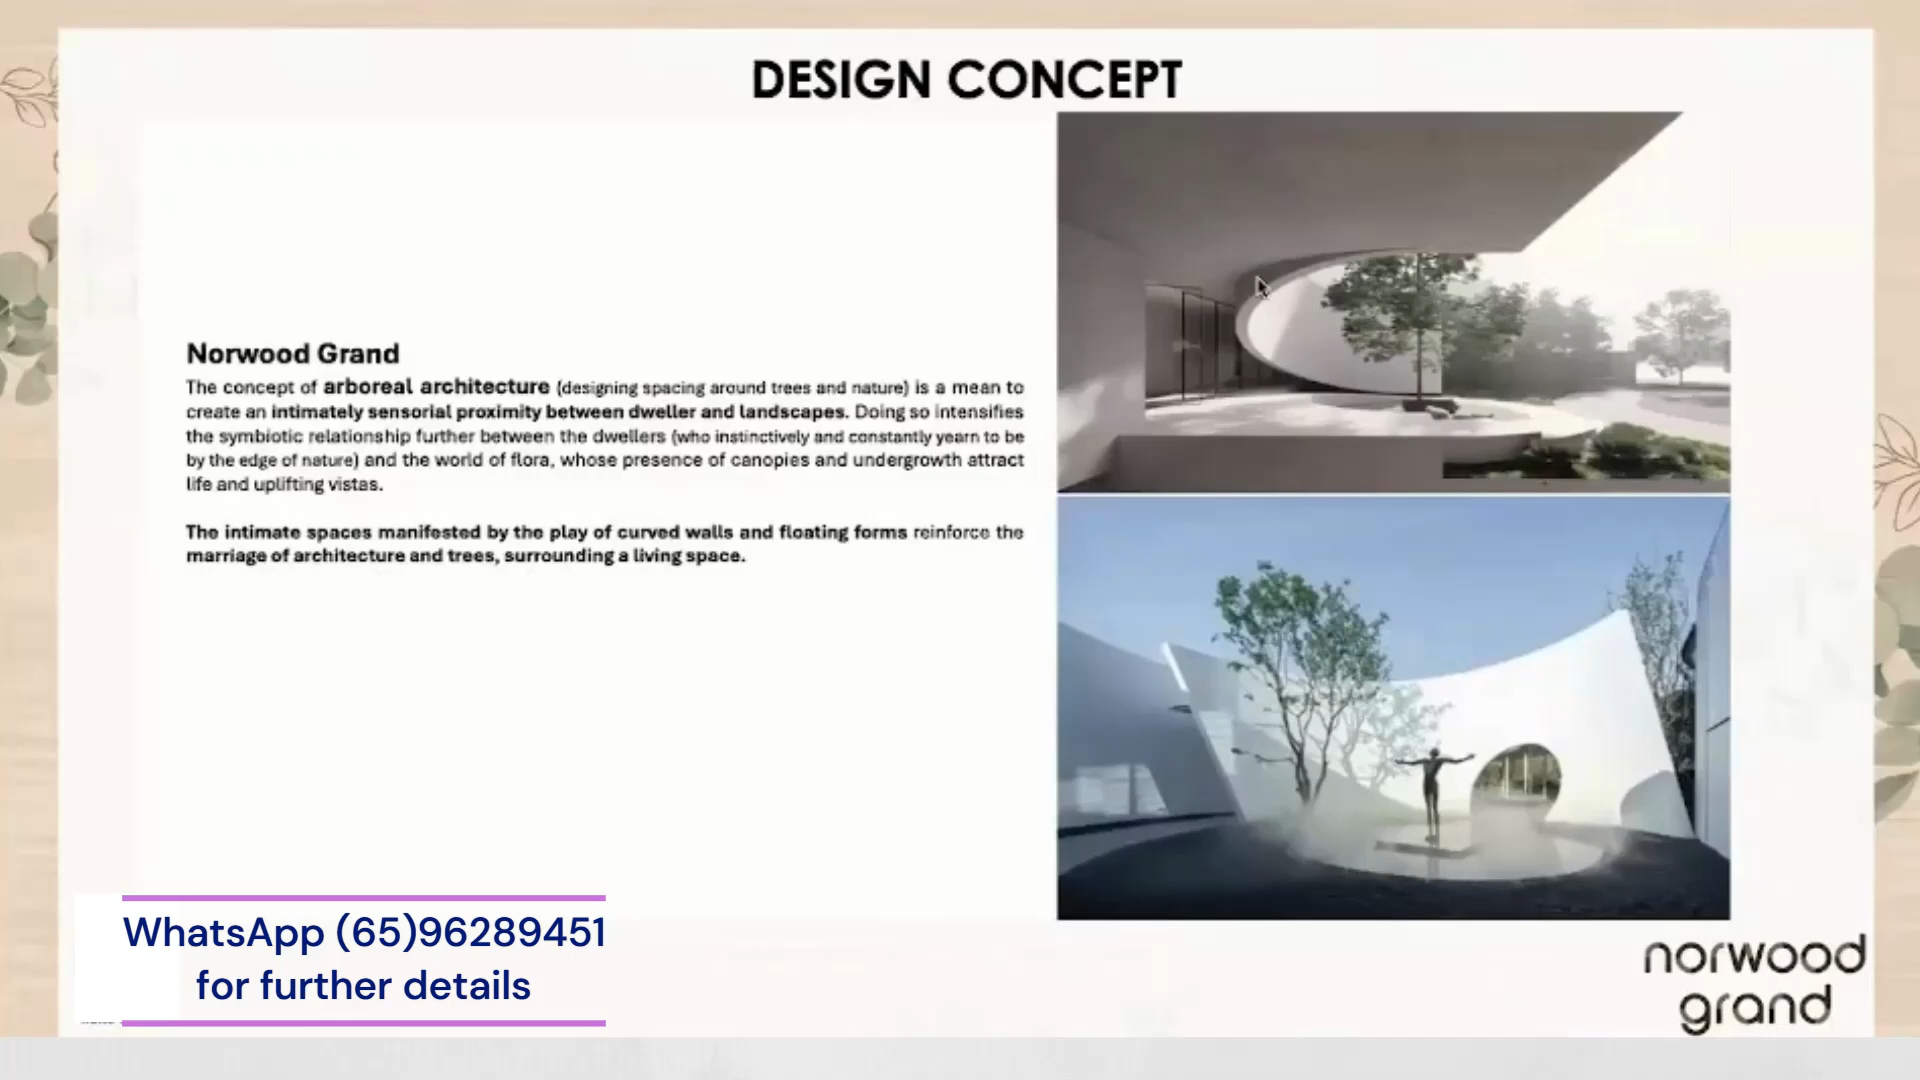 DESIGN CONCEPT
Norwood Grand
The concept of arboreal architecture (designing spacing around trees and nature) is a mean to
create an intimately sensorial proximity between dweller and landscapes. Doing so intensifies
the symbiotic relationship further between the dwellers (who instinctively and constantly yearn to be
by the edge of nature) and the world of flora, whose presence of canopies and undergrowth attract
life and uplifting vistas.
The intimate spaces manifested by the play of curved walls and floating forms reinforce the
marriage of architecture and trees, surrounding a living space.
WhatsApp (65)96289451
for further details
norwood
grand